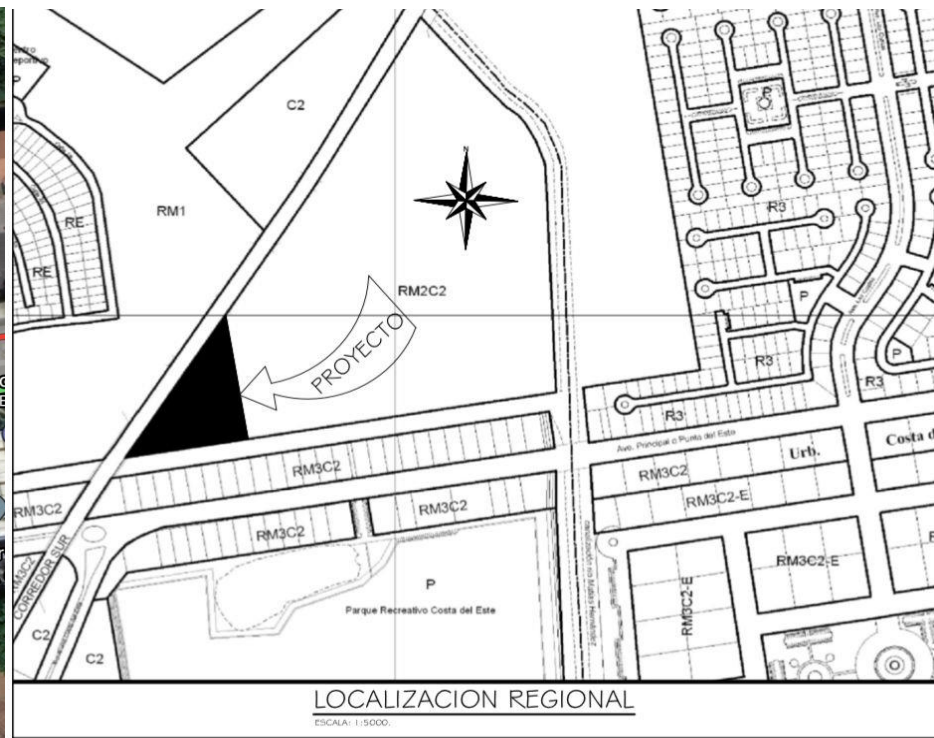 C2
RM1
RE
RE
P
N
RM2C2
PROYECTO
R3
P
P
P
R3
R3
R3
Ave. Principal o Punta del Este
Urb.
Costa d
RM3C2
RM3C2
RM3C2-E
RM3C2
RM3C2
RM3C2
RM3C2
CORREDOR SUR
C2
C2
P
Parque Recreativo Costa del Este
RM3C2-E
RM3C2-E
LOCALIZACION REGIONAL
ESCALA: 1:5000.